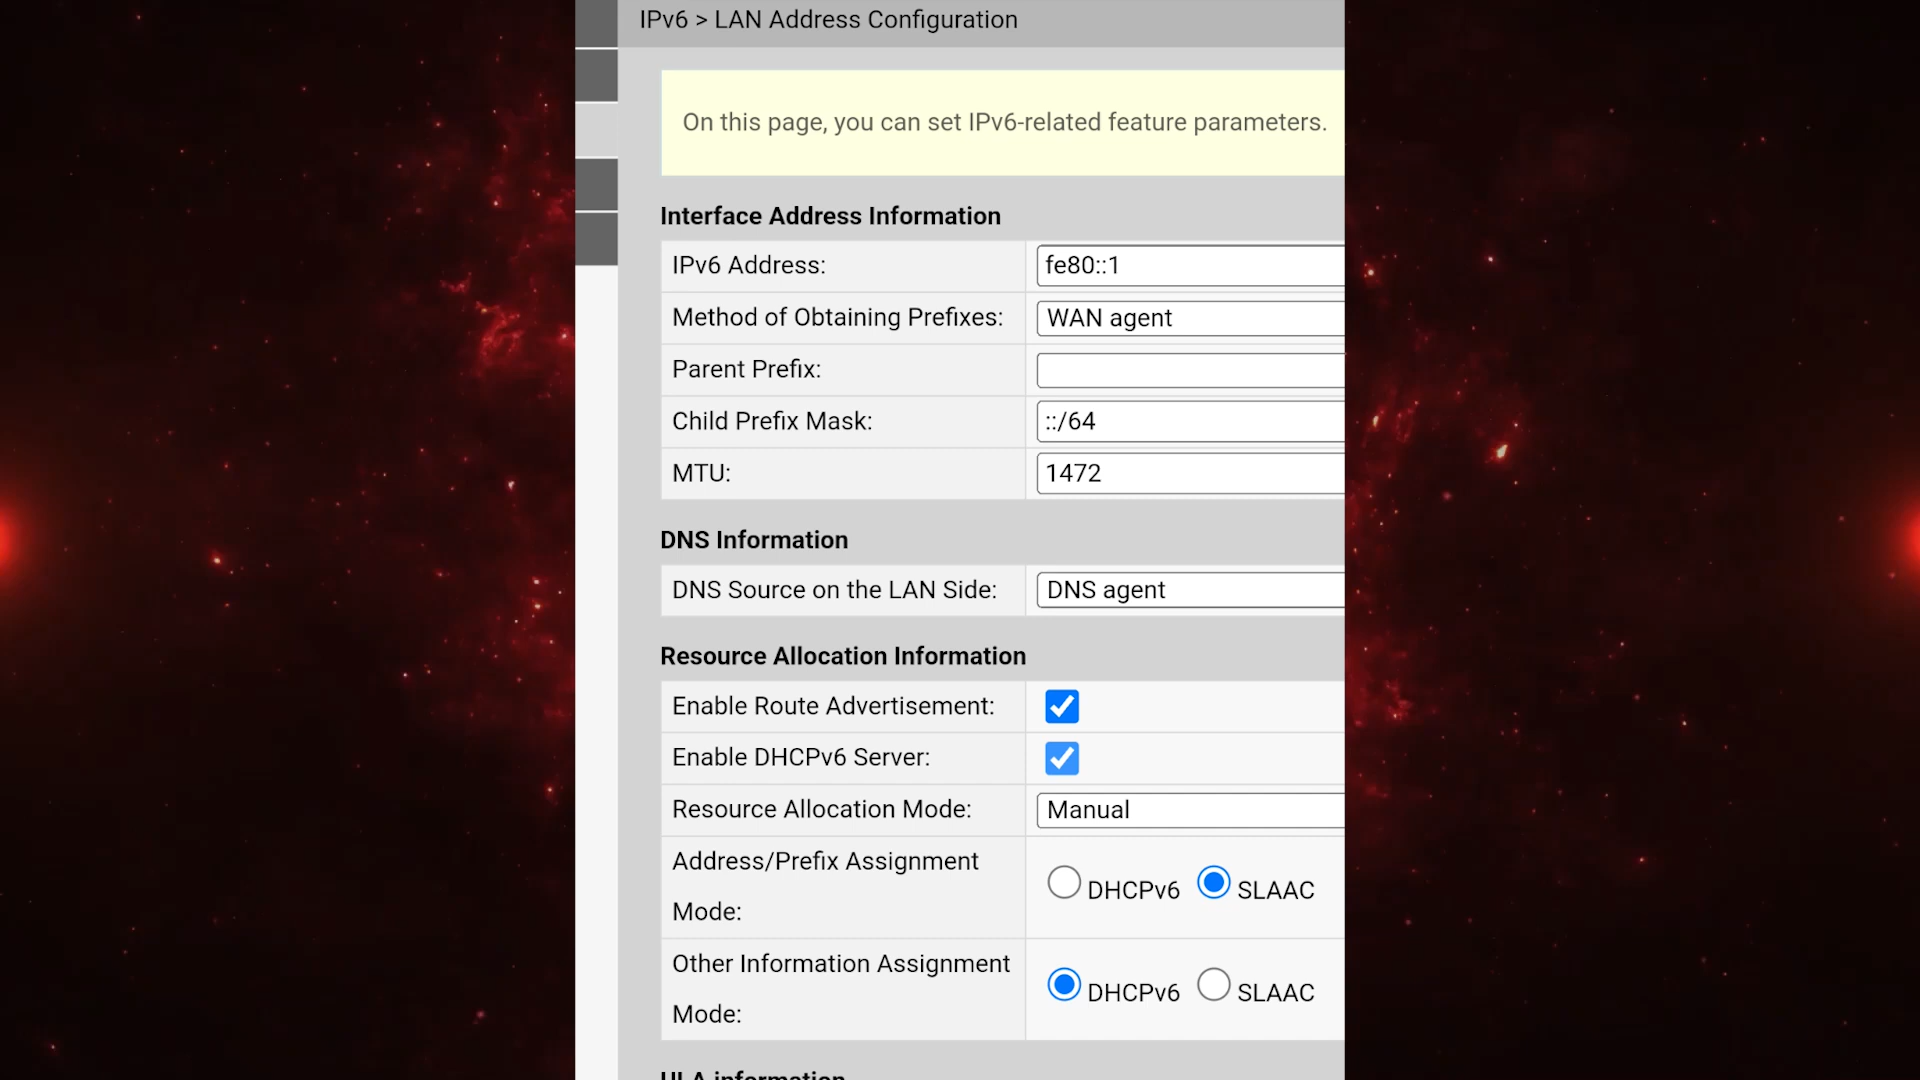 IPv6 > LAN Address Configuration
On this page, you can set IPv6-related feature parameters.
Interface Address Information
IPv6 Address: fe80::1
Method of Obtaining Prefixes: WAN agent
Parent Prefix:
Child Prefix Mask: ::/64
MTU: 1472
DNS Information
DNS Source on the LAN Side: DNS agent
Resource Allocation Information
Enable Route Advertisement:
Enable DHCPv6 Server:
Resource Allocation Mode: Manual
Address/Prefix Assignment
Mode:
DHCPv6 SLAAC
Other Information Assignment
Mode:
DHCPv6 SLAAC
ULA information